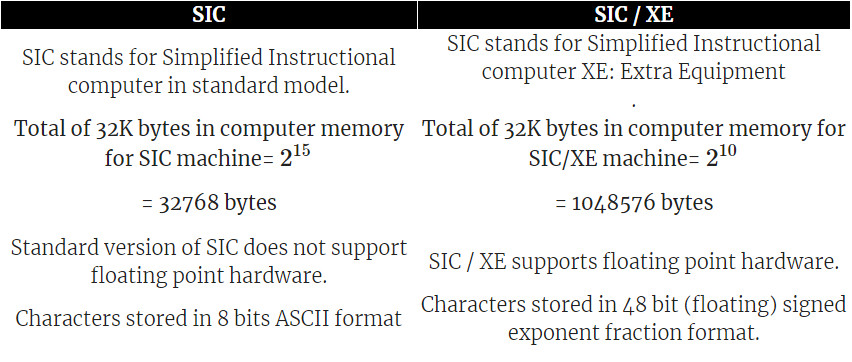 SIC
SIC / XE
SIC stands for Simplified Instructional
computer in standard model.
SIC stands for Simplified Instructional
computer XE: Extra Equipment
.
Total of 32K bytes in computer memory
for SIC machine= 2¹⁵
= 32768 bytes
Total of 32K bytes in computer memory for
SIC/XE machine= 2¹⁰
= 1048576 bytes
Standard version of SIC does not support
floating point hardware.
SIC / XE supports floating point hardware.
Characters stored in 8 bits ASCII format
Characters stored in 48 bit (floating) signed
exponent fraction format.